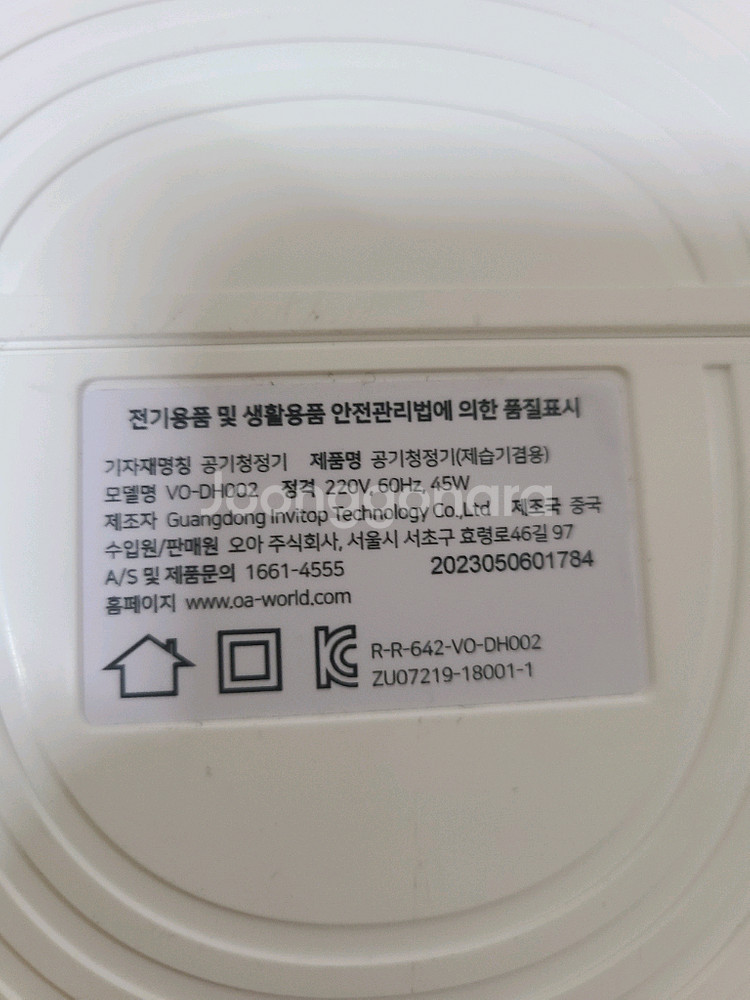 전기용품 및 생활용품 안전관리법에 의한 품질표시
기자재명칭 공기청정기 제품명 공기청정기(제습기겸용)
모델명 VO-DH002 정격 220V, 60Hz, 45W
Joonggonara
제조자 Guangdong invitop Technology Co.,Ltd 제조국 중국
수입원/판매원 오아 주식회사, 서울시 서초구 효령로46길 97
A/S 및 제품문의 1661-4555 2023050601784
홈페이지 www.oa-world.com
R-R-642-VO-DH002
ZU07219-18001-1